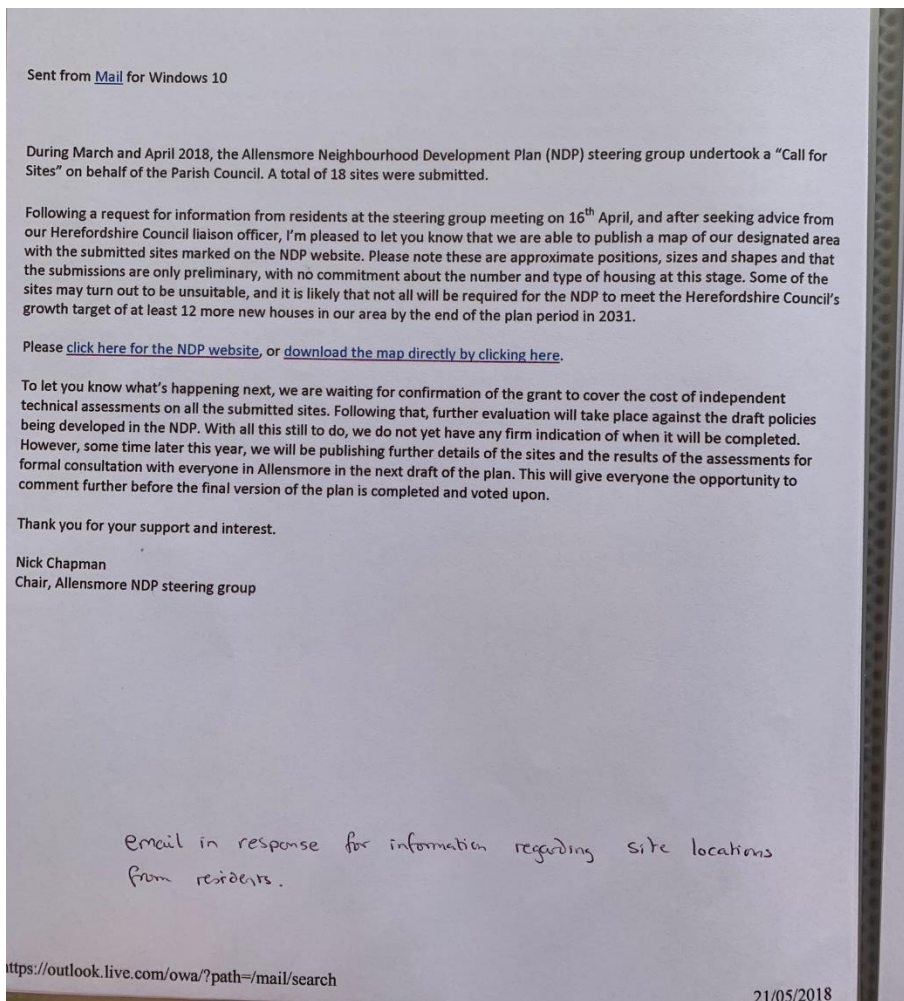 Sent from Mail for Windows 10
During March and April 2018, the Allensmore Neighbourhood Development Plan (NDP) steering group undertook a “Call for
Sites” on behalf of the Parish Council. A total of 18 sites were submitted.
Following a request for information from residents at the steering group meeting on 16th April, and after seeking advice from
our Herefordshire Council liaison officer, I’m pleased to let you know that we are able to publish a map of our designated area
with the submitted sites marked on the NDP website. Please note these are approximate positions, sizes and shapes and that
the submissions are only preliminary, with no commitment about the number and type of housing at this stage. Some of the
sites may turn out to be unsuitable, and it is likely that not all will be required for the NDP to meet the Herefordshire Council’s
growth target of at least 12 more new houses in our area by the end of the plan period in 2031.
Please click here for the NDP website, or download the map directly by clicking here.
To let you know what’s happening next, we are waiting for confirmation of the grant to cover the cost of independent
technical assessments on all the submitted sites. Following that, further evaluation will take place against the draft policies
being developed in the NDP. With all this still to do, we do not yet have any firm indication of when it will be completed.
However, some time later this year, we will be publishing further details of the sites and the results of the assessments for
formal consultation with everyone in Allensmore in the next draft of the plan. This will give everyone the opportunity to
comment further before the final version of the plan is completed and voted upon.
Thank you for your support and interest.
Nick Chapman
Chair, Allensmore NDP steering group
email in response for information regarding site locations
from residents.
ttps://outlook.live.com/owa/?path=/mail/search
21/05/2018